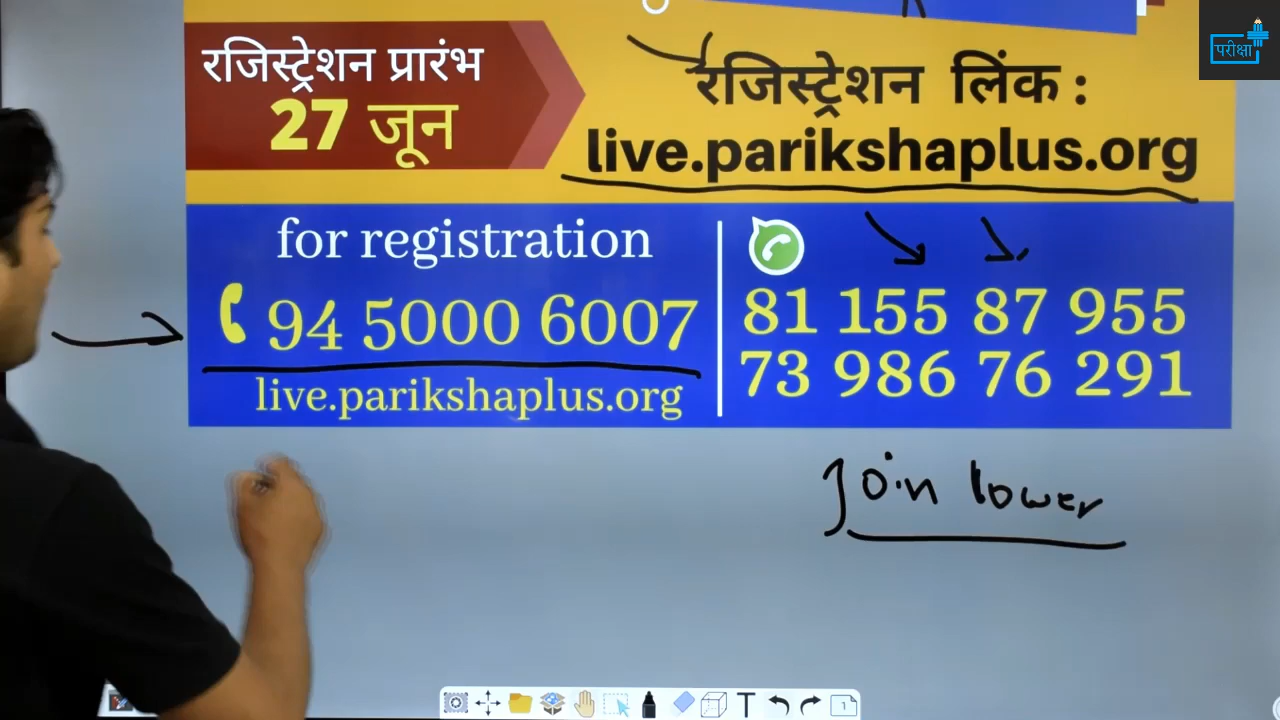 परीक्षा
रजिस्ट्रेशन प्रारंभ
27 जून
रजिस्ट्रेशन लिंक :
live.parikshaplus.org
for registration
94 5000 6007
live.parikshaplus.org
81 155 87 955
73 986 76 291
Join lower
T
1